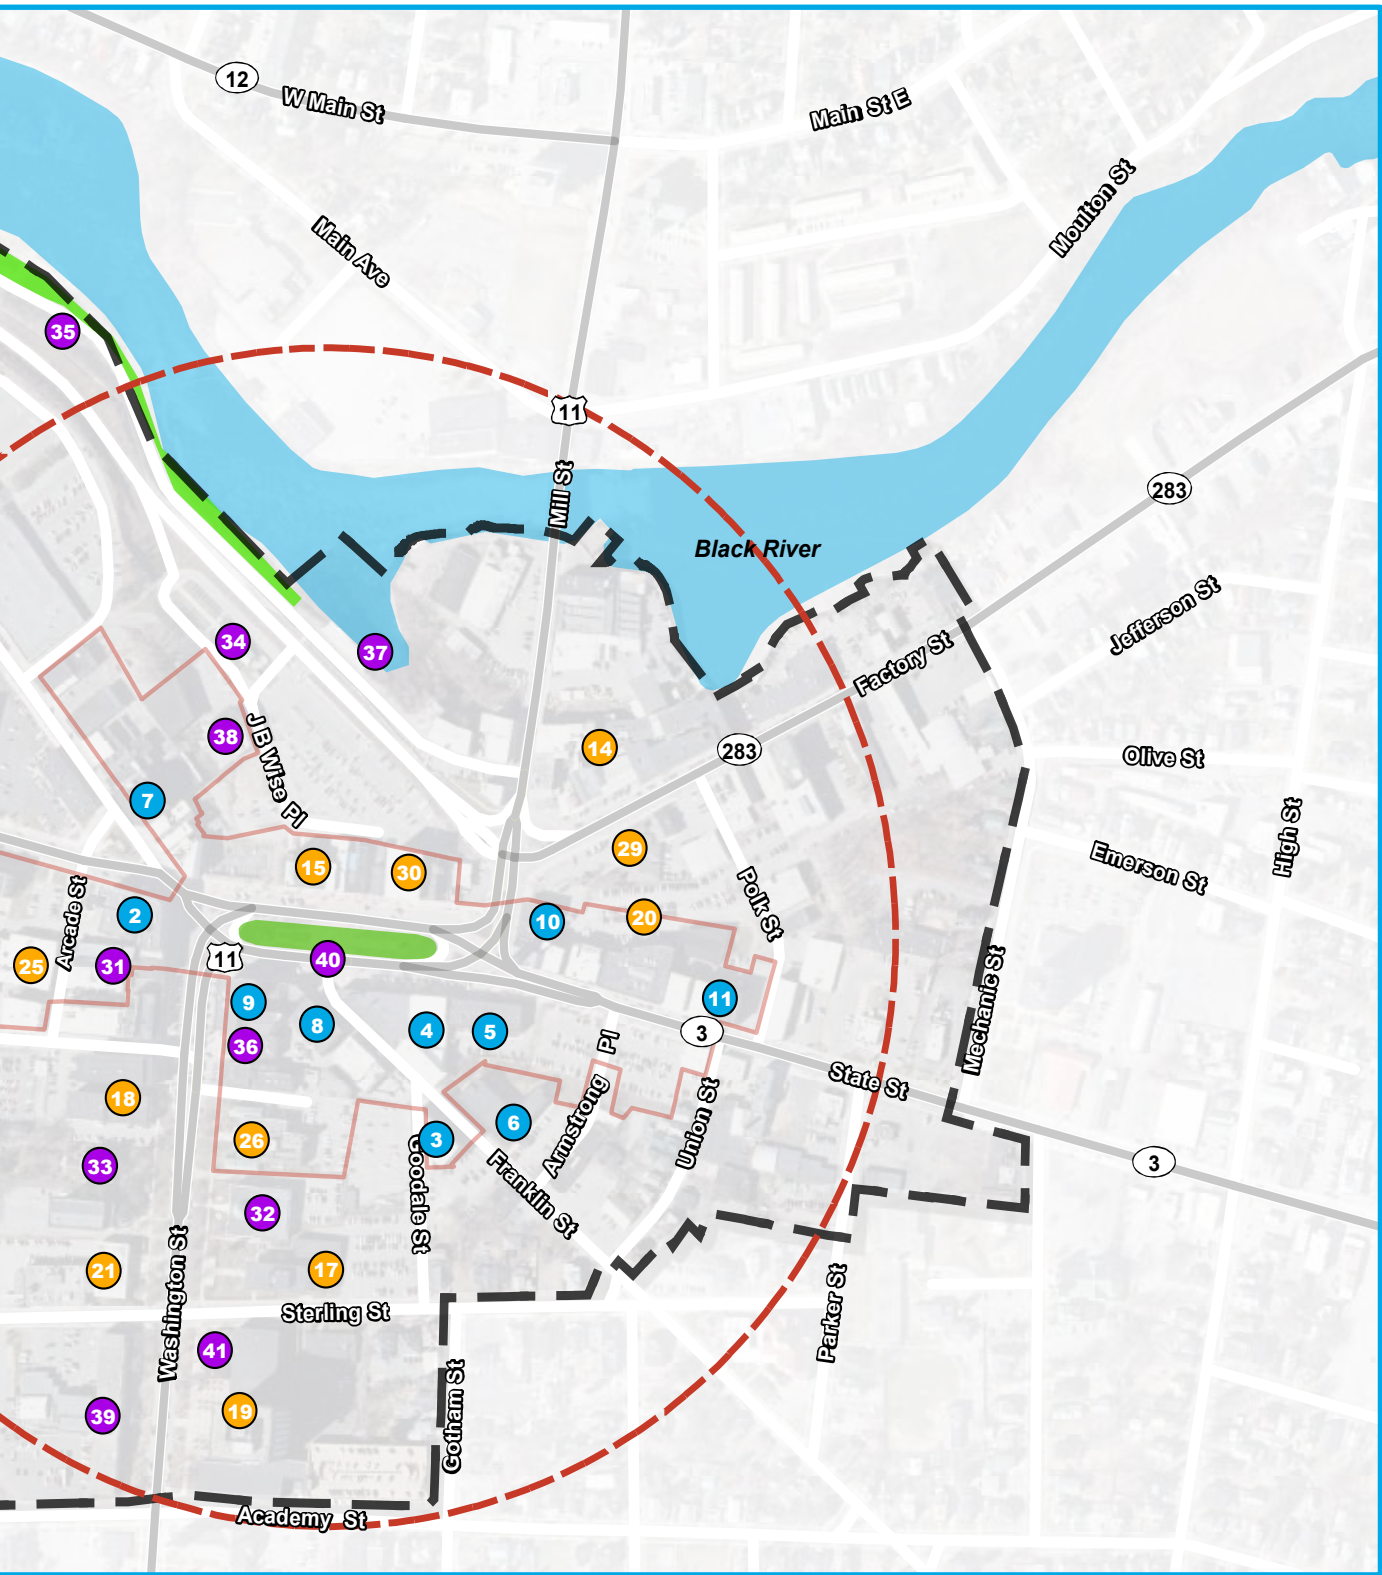 12
W Main St
Main St E
Moulton St
Main Ave
35
11
Mill St
283
Black River
Jefferson St
34
37
Factory St
38
J B Wise Pl
14
283
Olive St
7
High St
29
Emerson St
15
30
Polk St
Arcade St
2
10
20
25
31
11
40
Mechanic St
9
8
4
5
11
3
36
Armstrong Pl
State St
18
Union St
26
3
6
33
Goodale St
Franklin St
3
32
21
17
Washington St
Sterling St
Parker St
41
39
19
Gotham St
Academy St